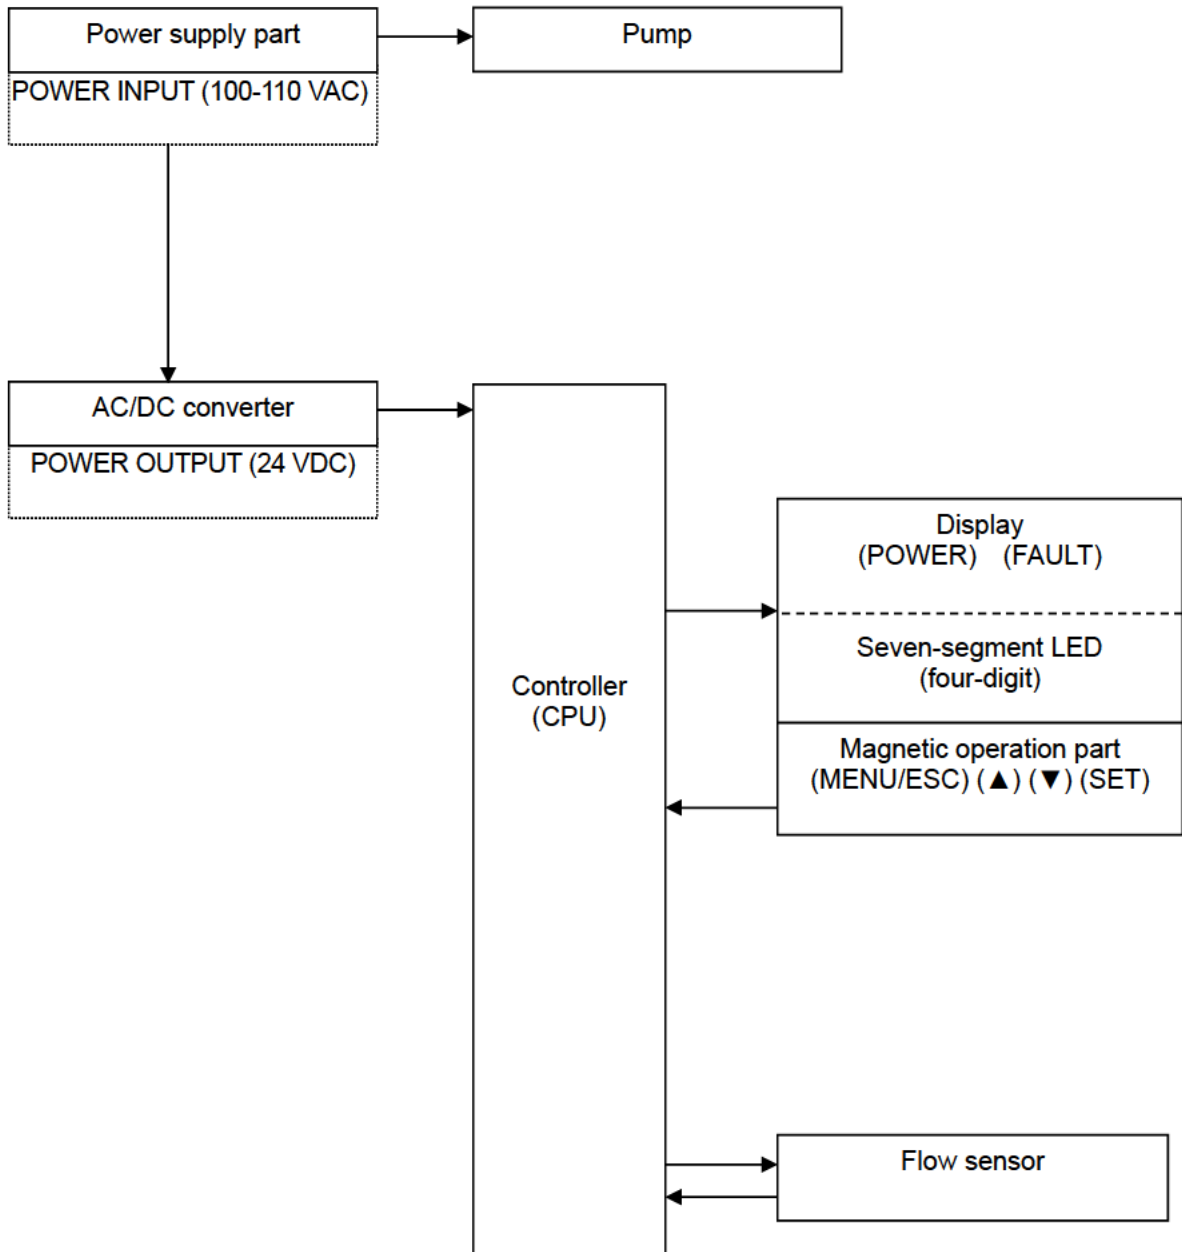 Power supply part
Pump
POWER INPUT (100-110 VAC)
AC/DC converter
POWER OUTPUT (24 VDC)
Display
(POWER) (FAULT)
Seven-segment LED
(four-digit)
Controller
(CPU)
Magnetic operation part
(MENU/ESC) (▲) (▼) (SET)
Flow sensor